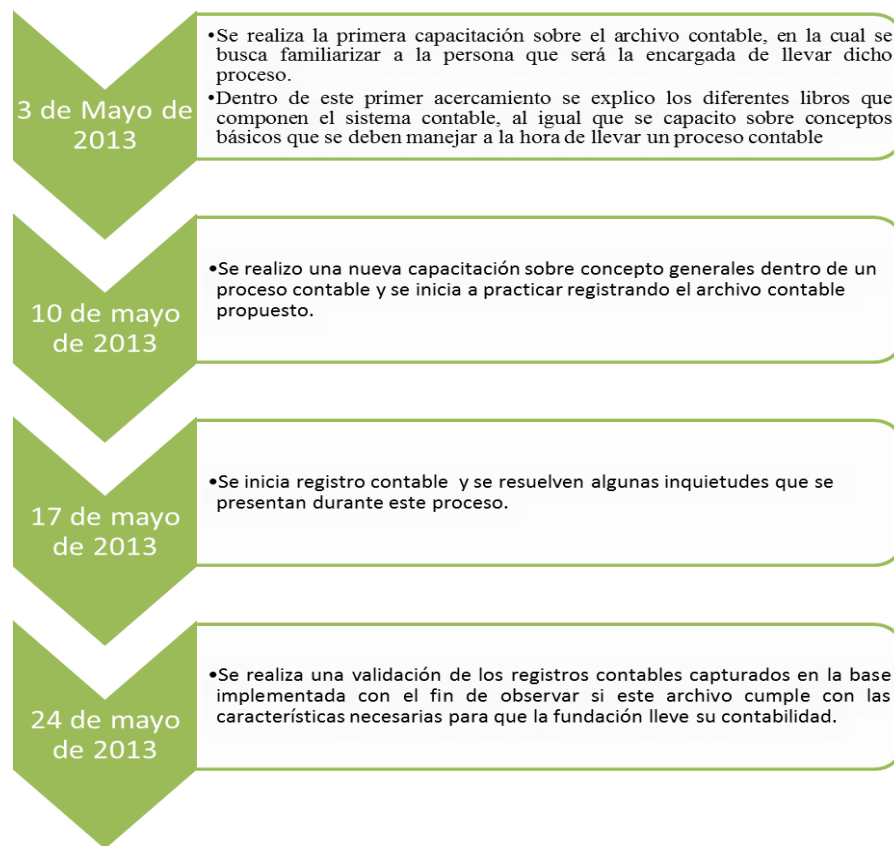 3 de Mayo de
2013
•Se realiza la primera capacitación sobre el archivo contable, en la cual se
busca familiarizar a la persona que será la encargada de llevar dicho
proceso.
•Dentro de este primer acercamiento se explico los diferentes libros que
componen el sistema contable, al igual que se capacito sobre conceptos
básicos que se deben manejar a la hora de llevar un proceso contable
10 de mayo
de 2013
•Se realizo una nueva capacitación sobre concepto generales dentro de un
proceso contable y se inicia a practicar registrando el archivo contable
propuesto.
17 de mayo
de 2013
•Se inicia registro contable y se resuelven algunas inquietudes que se
presentan durante este proceso.
24 de mayo
de 2013
•Se realiza una validación de los registros contables capturados en la base
implementada con el fin de observar si este archivo cumple con las
características necesarias para que la fundación lleve su contabilidad.